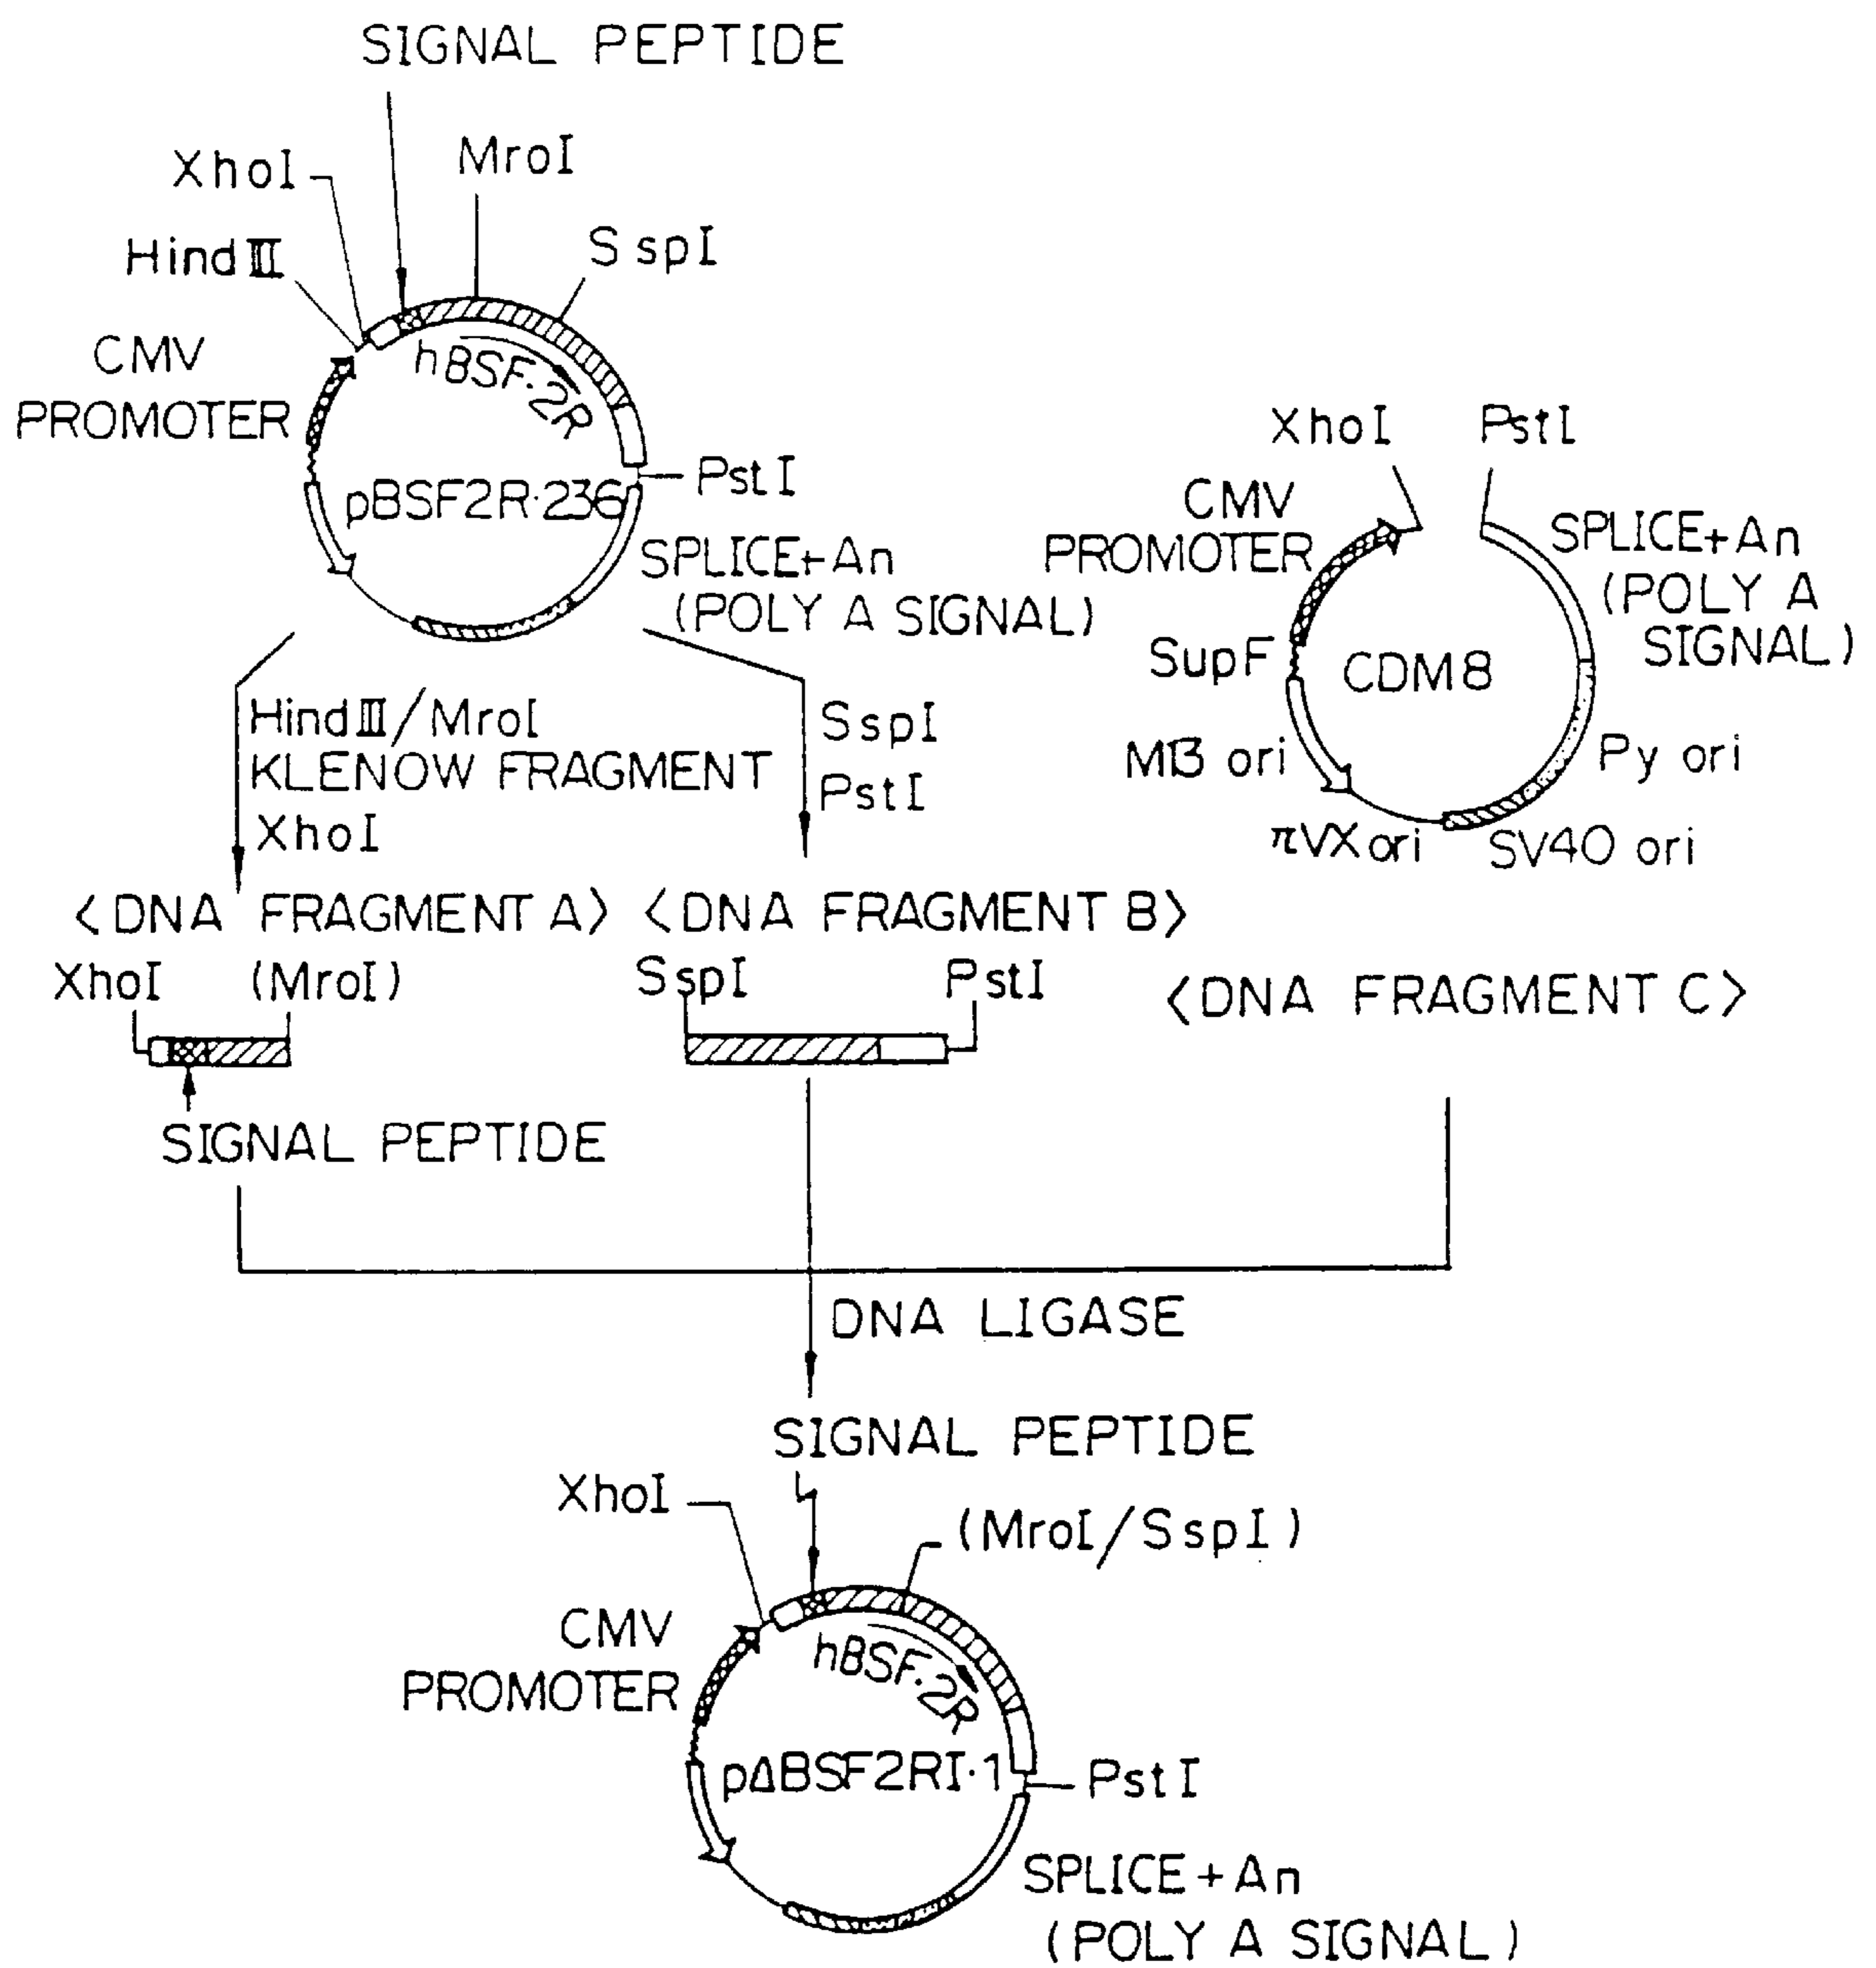 SIGNAL PEPTIDE
XhoI
MroI
HindIII
SspI
CMV
PROMOTER
hBSF·2R
pBSF2R·236
PstI
SPLICE+An
(POLY A SIGNAL)
XhoI
PstI
CMV
PROMOTER
SPLICE+An
(POLY A
SIGNAL)
SupF
CDM8
M13 ori
Py ori
πVX ori
SV40 ori
HindIII/MroI
KLENOW FRAGMENT
XhoI
SspI
PstI
<DNA FRAGMENT A>
<DNA FRAGMENT B>
<DNA FRAGMENT C>
XhoI
(MroI)
SspI
PstI
SIGNAL PEPTIDE
DNA LIGASE
SIGNAL PEPTIDE
XhoI
(MroI/SspI)
CMV
PROMOTER
hBSF·2R
pΔBSF2RI·1
PstI
SPLICE+An
(POLY A SIGNAL)